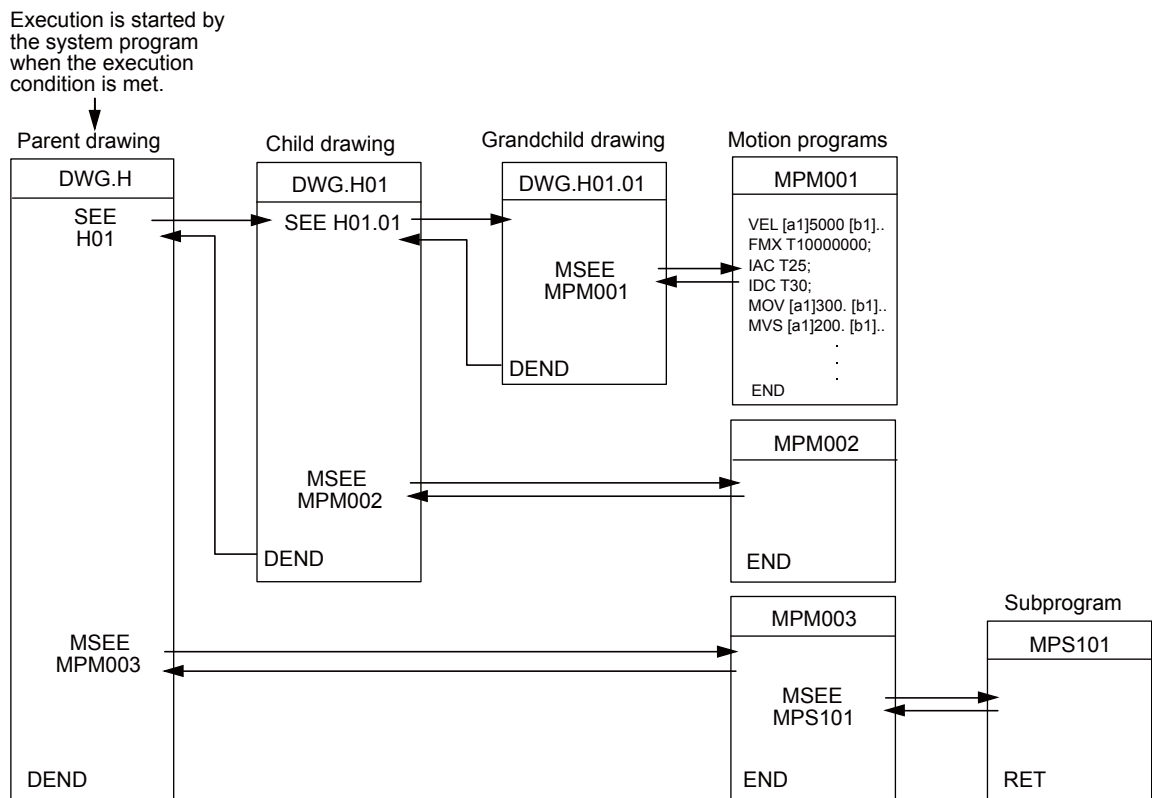 Execution is started by
the system program
when the execution
condition is met.
Parent drawing
DWG.H
SEE
H01
MSEE
MPM003
DEND
Child drawing
DWG.H01
SEE H01.01
MSEE
MPM002
DEND
Grandchild drawing
DWG.H01.01
MSEE
MPM001
DEND
Motion programs
MPM001
VEL [a1]5000 [b1]..
FMX T10000000;
IAC T25;
IDC T30;
MOV [a1]300. [b1]..
MVS [a1]200. [b1]..
.
.
.
END
MPM002
END
MPM003
MSEE
MPS101
END
Subprogram
MPS101
RET